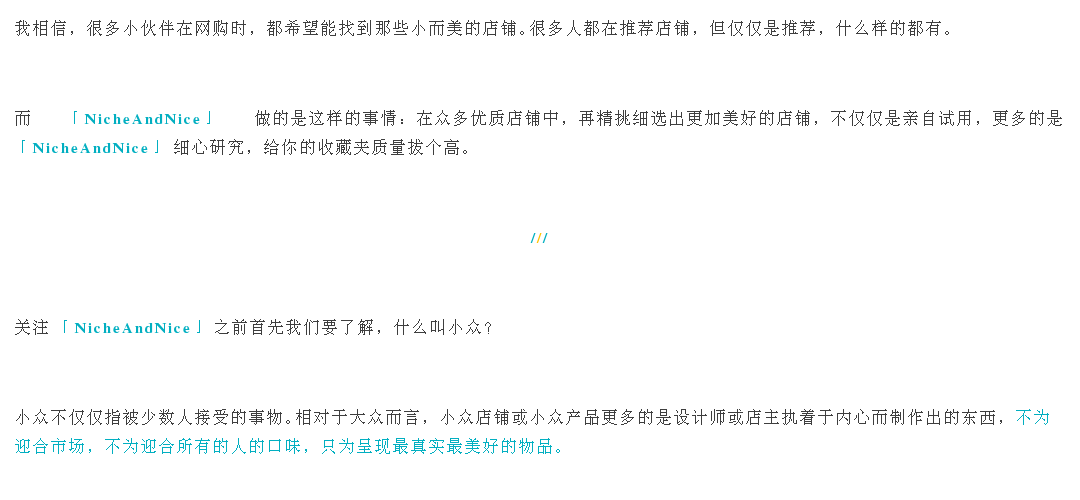 我相信，很多小伙伴在网购时，都希望能找到那些小而美的店铺。很多人都在推荐店铺，但仅仅是推荐，什么样的都有。
而 「 NicheAndNice 」 做的是这样的事情：在众多优质店铺中，再精挑细选出更加美好的店铺，不仅仅是亲自试用，更多的是
「 NicheAndNice 」 细心研究，给你的收藏夹质量拔个高。
///
关注 「 NicheAndNice 」 之前首先我们要了解，什么叫小众？
小众不仅仅指被少数人接受的事物。相对于大众而言，小众店铺或小众产品更多的是设计师或店主执着于内心而制作出的东西，不为
迎合市场，不为迎合所有的人的口味，只为呈现最真实最美好的物品。